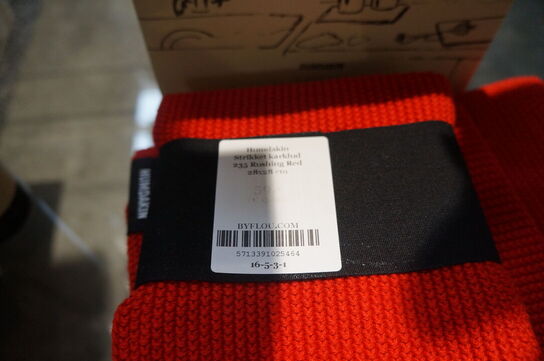 HUMDAKIN
Humdakin
Strikket karklud
235 Rushing Red
28x28 cm
BYFLOU.COM
5713391025464
16-5-3-1